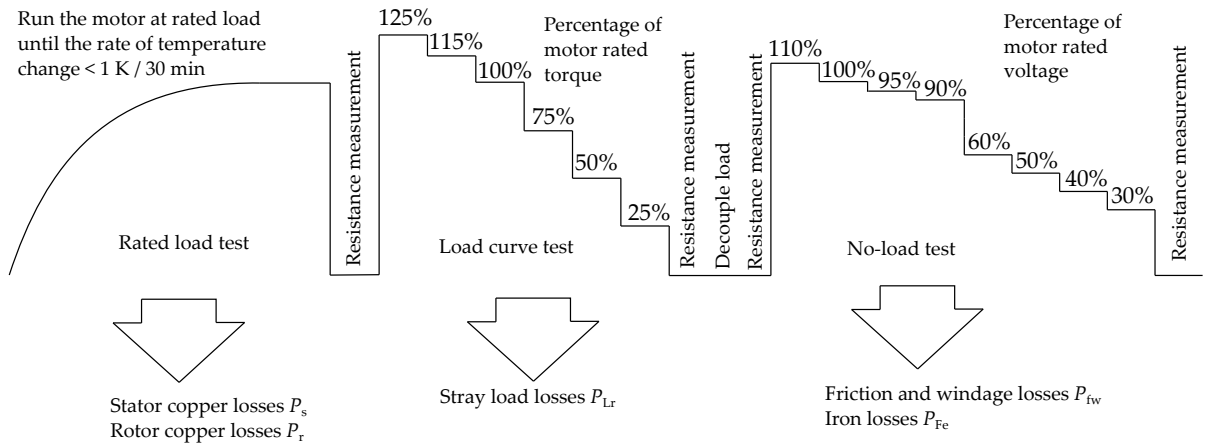 Run the motor at rated load
until the rate of temperature
change < 1 K / 30 min
Rated load test
Resistance measurement
125%
115%
100%
75%
50%
25%
Percentage of
motor rated
torque
Load curve test
Resistance measurement
Decouple load
Resistance measurement
110%
100%
95%
90%
60%
50%
40%
30%
Percentage of
motor rated
voltage
No-load test
Resistance measurement
Stator copper losses Ps
Rotor copper losses Pr
Stray load losses PLr
Friction and windage losses Pfw
Iron losses PFe